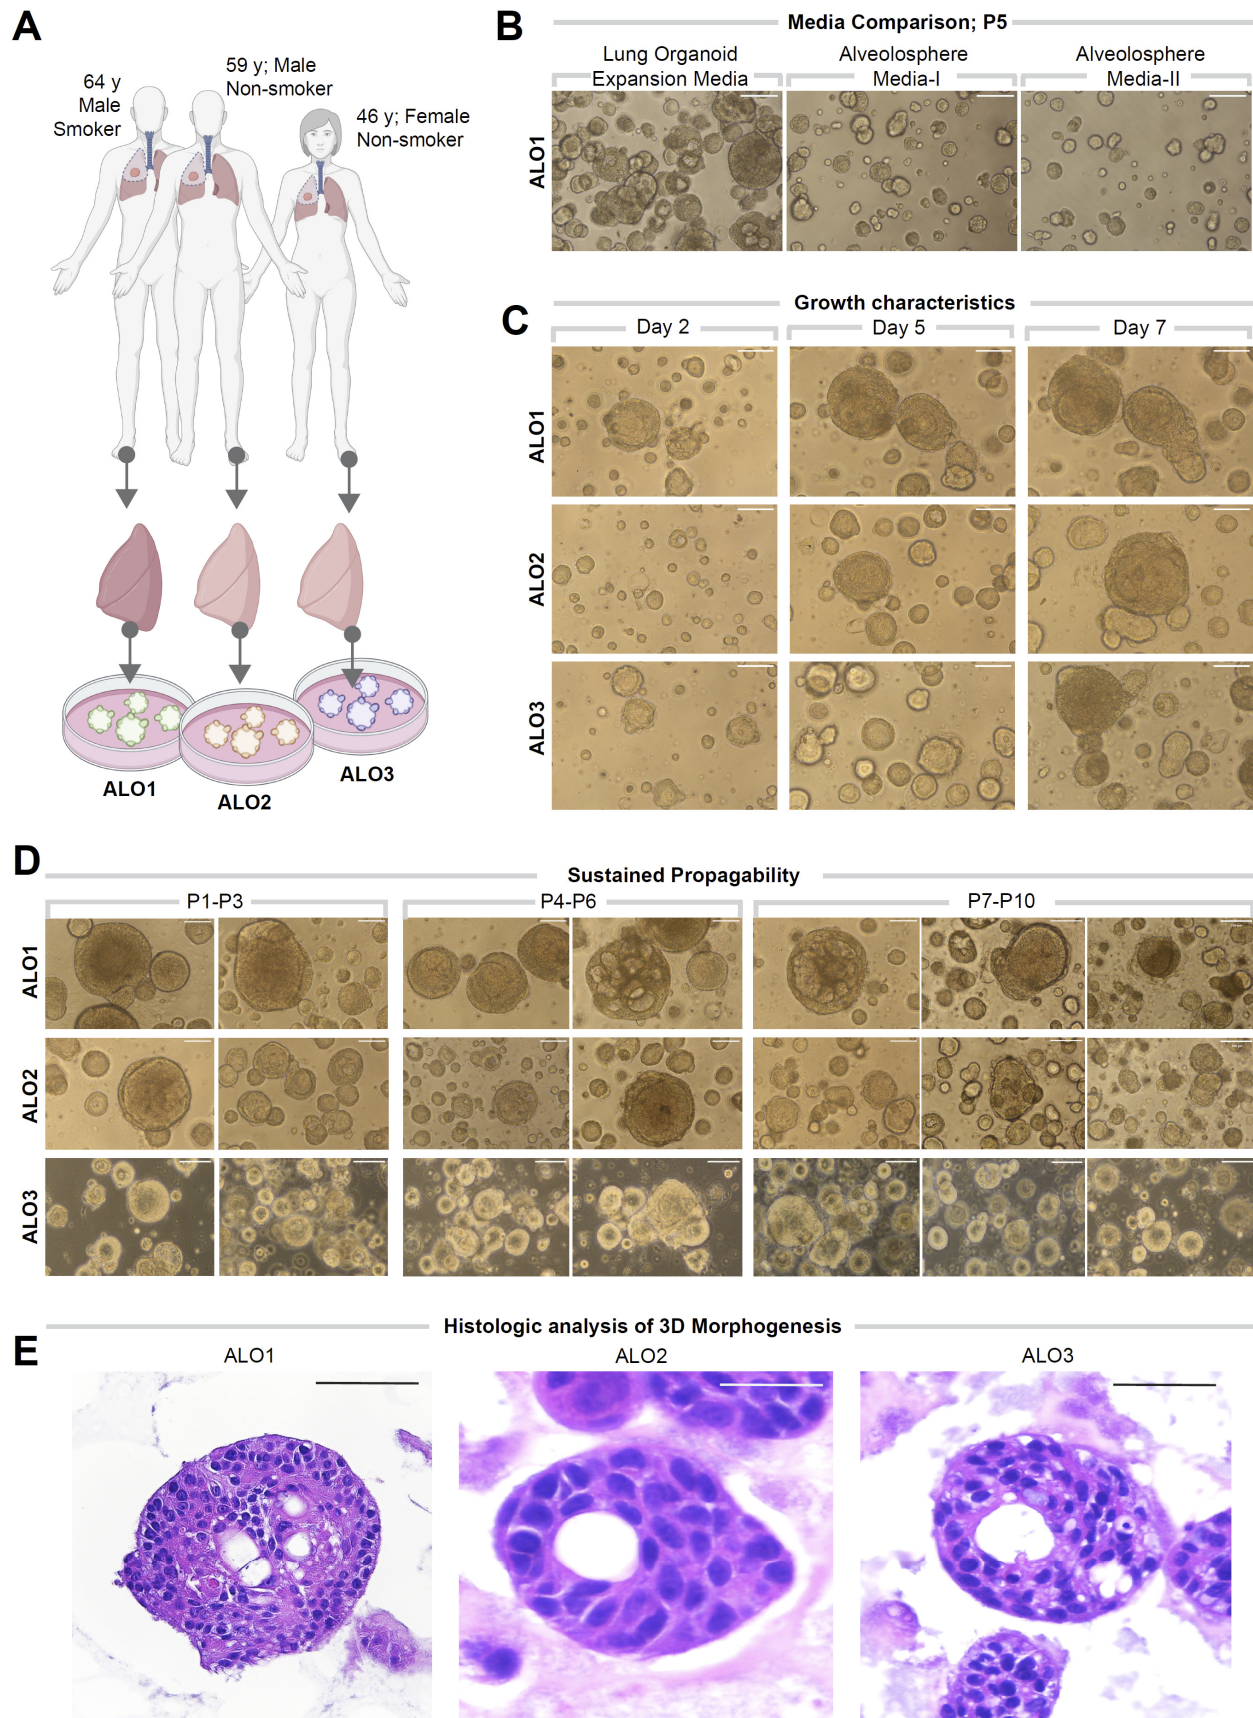 A
64 y
Male
Smoker
59 y; Male
Non-smoker
46 y; Female
Non-smoker
ALO1
ALO2
ALO3
B
Media Comparison; P5
Lung Organoid
Expansion Media
Alveolosphere
Media-I
Alveolosphere
Media-II
ALO1
C
Growth characteristics
Day 2
Day 5
Day 7
ALO1
ALO2
ALO3
D
Sustained Propagability
P1-P3
P4-P6
P7-P10
ALO1
ALO2
ALO3
E
Histologic analysis of 3D Morphogenesis
ALO1
ALO2
ALO3